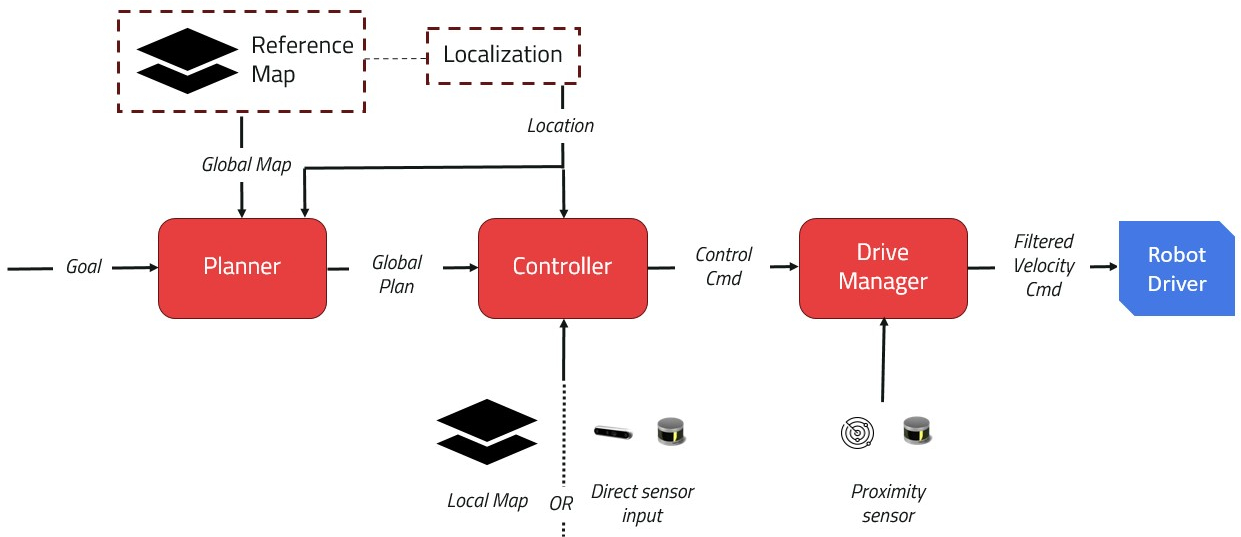 Reference
Map
Localization
Location
Global Map
Goal
Planner
Global
Plan
Controller
Control
Cmd
Drive
Manager
Filtered
Velocity
Cmd
Robot
Driver
Local Map
OR
Direct sensor
input
Proximity
sensor